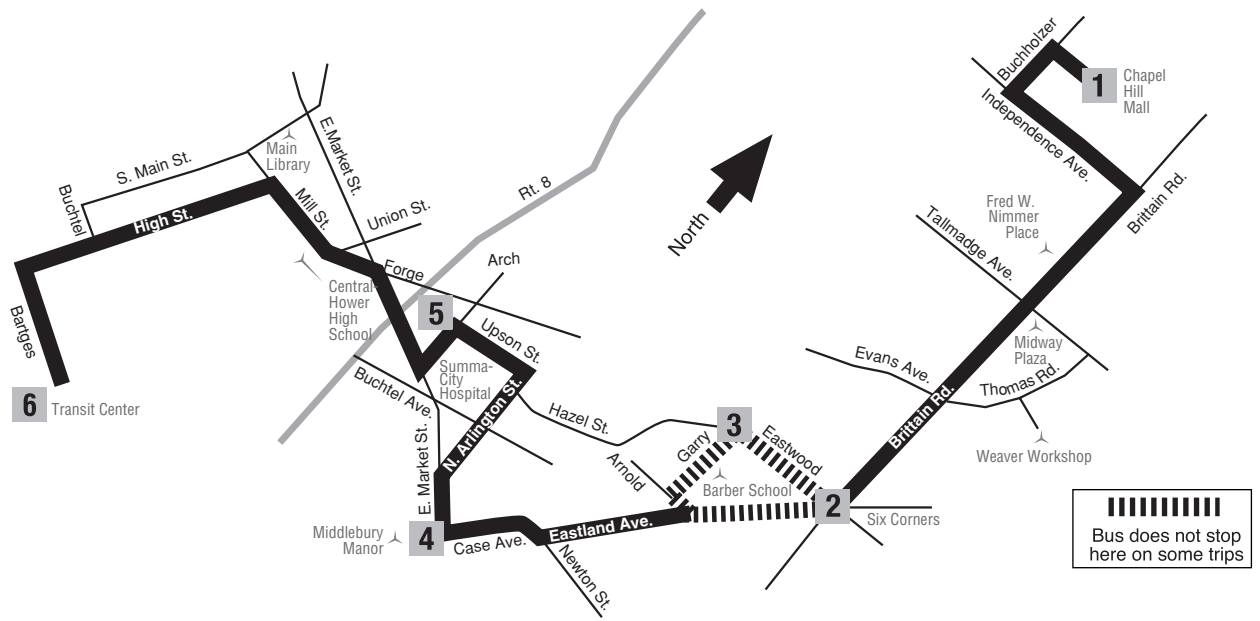 Buchholzer
1
Chapel
Hill
Mall
Independence Ave.
Brittain Rd.
Fred W.
Nimmer
Place
Tallmadge Ave.
Midway
Plaza
Evans Ave.
Thomas Rd.
Brittain Rd.
Weaver Workshop
North
Rt. 8
E.Market St.
Main
Library
S. Main St.
Buchtel
High St.
Mill St.
Union St.
Forge
Arch
Central-
Hower
High
School
5
Upson St.
Summa-
City
Hospital
Bartges
6
Transit Center
Buchtel Ave.
N. Arlington St.
E. Market St.
Hazel St.
3
Garry
Eastwood
Arnold
Barber School
2
Six Corners
Middlebury
Manor
4
Case Ave.
Eastland Ave.
Newton St.
Bus does not stop
here on some trips